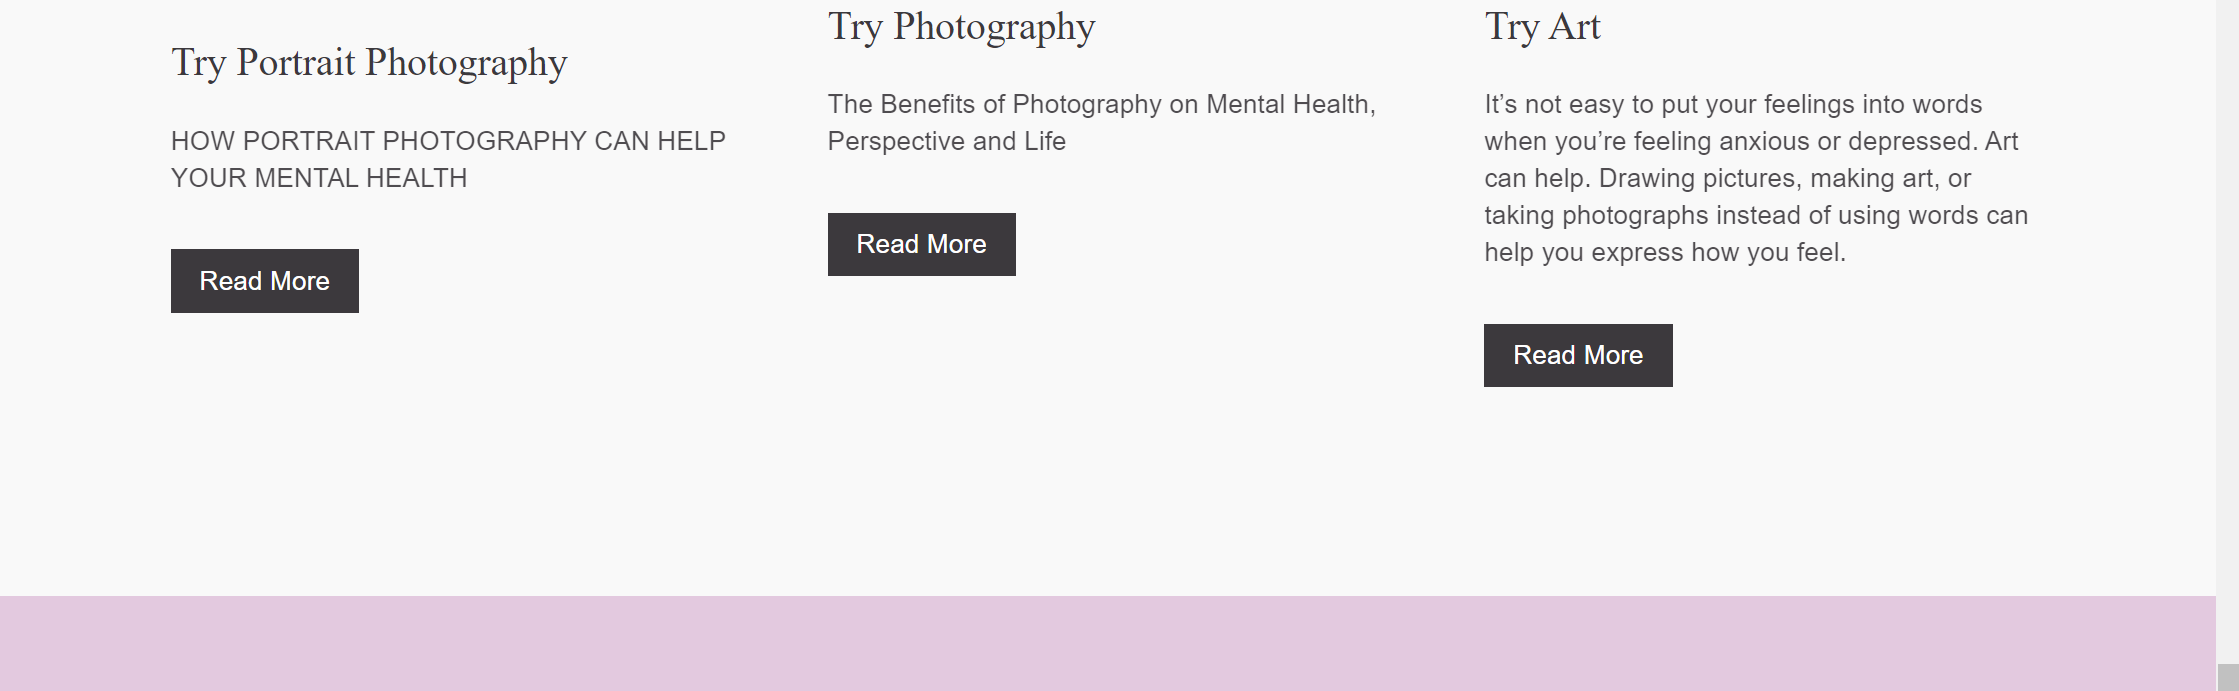 Try Portrait Photography
HOW PORTRAIT PHOTOGRAPHY CAN HELP
YOUR MENTAL HEALTH
Read More
Try Photography
The Benefits of Photography on Mental Health,
Perspective and Life
Read More
Try Art
It’s not easy to put your feelings into words
when you’re feeling anxious or depressed. Art
can help. Drawing pictures, making art, or
taking photographs instead of using words can
help you express how you feel.
Read More